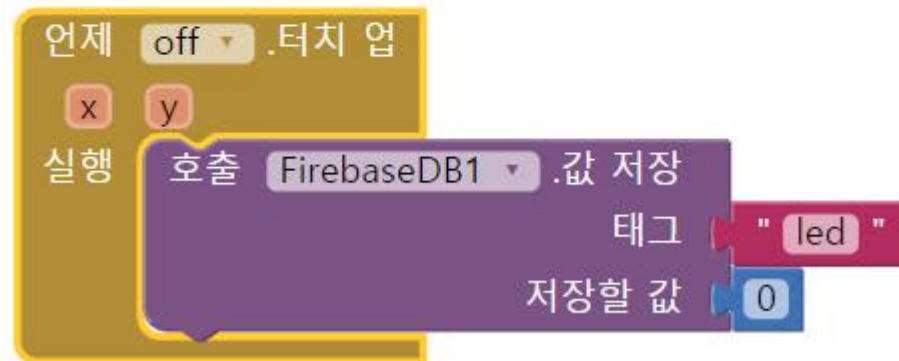 언제 off .터치 업
x y
실행 호출 FirebaseDB1 .값 저장
태그 " led "
저장할 값 0